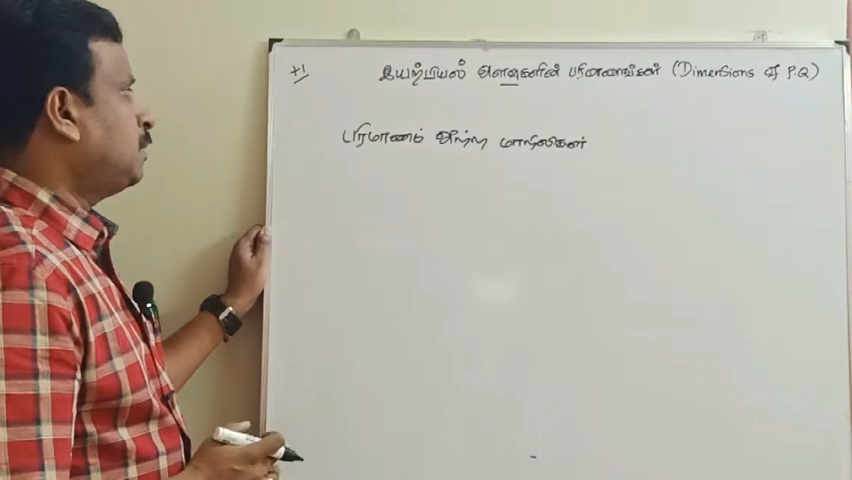 +1 இயற்பியல் அளவுகளின் பரிமாணங்கள் (Dimensions of P.Q)
பரிமாணம் அற்ற மாறிலிகள்